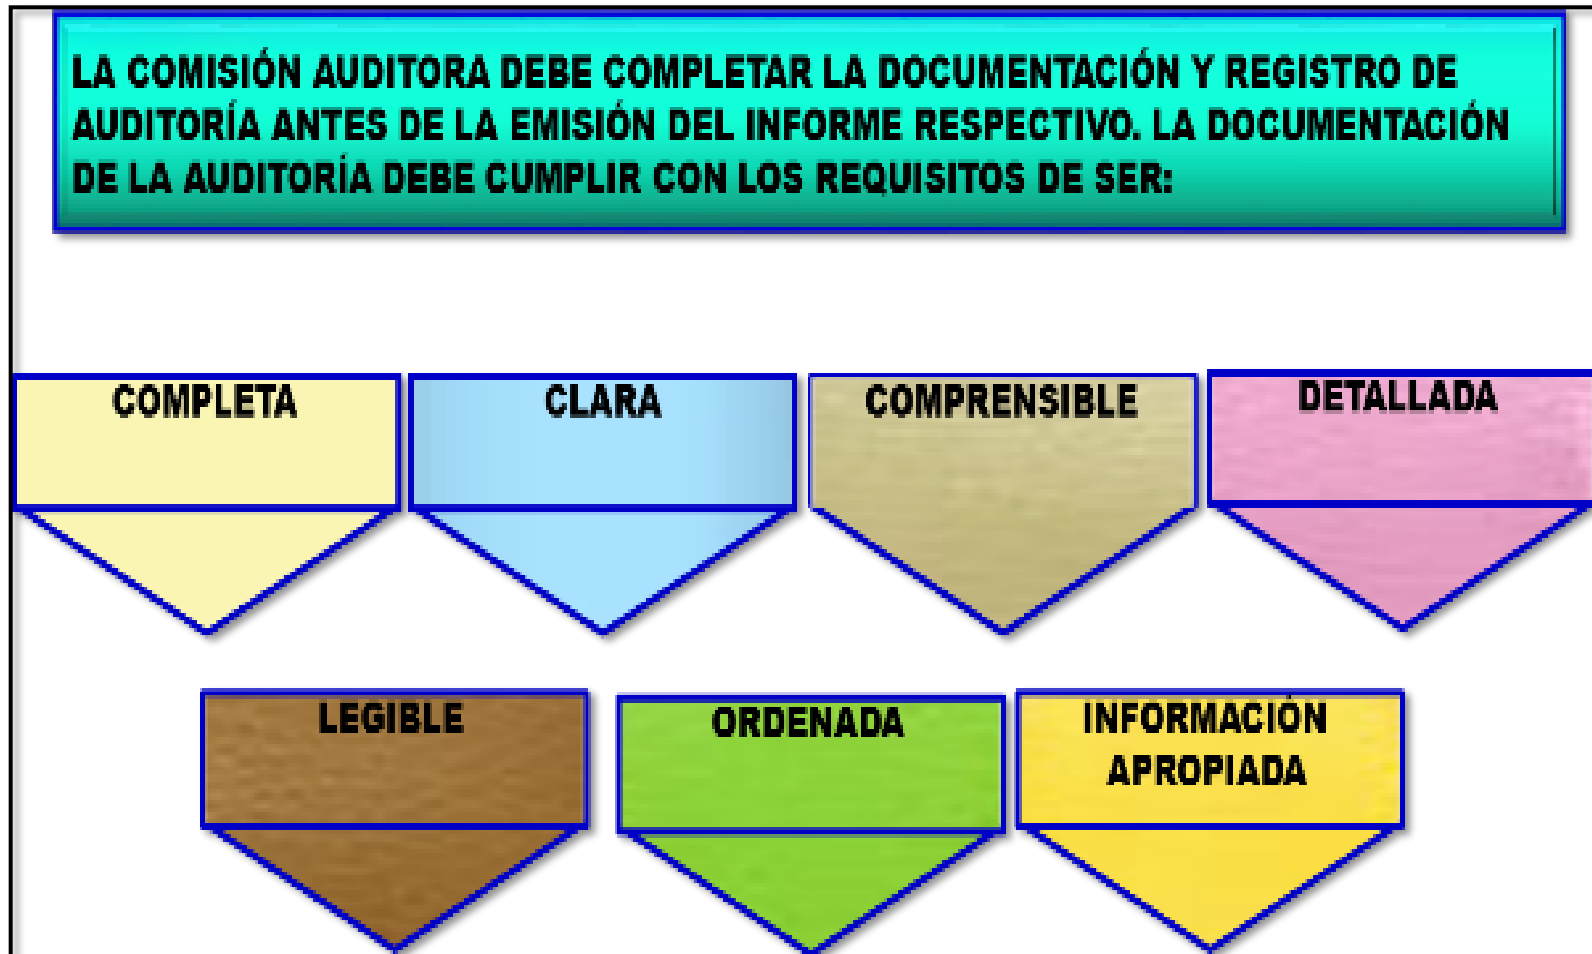 LA COMISIÓN AUDITORA DEBE COMPLETAR LA DOCUMENTACIÓN Y REGISTRO DE
AUDITORÍA ANTES DE LA EMISIÓN DEL INFORME RESPECTIVO. LA DOCUMENTACIÓN
DE LA AUDITORÍA DEBE CUMPLIR CON LOS REQUISITOS DE SER:
COMPLETA
CLARA
COMPRENSIBLE
DETALLADA
LEGIBLE
ORDENADA
INFORMACIÓN
APROPIADA